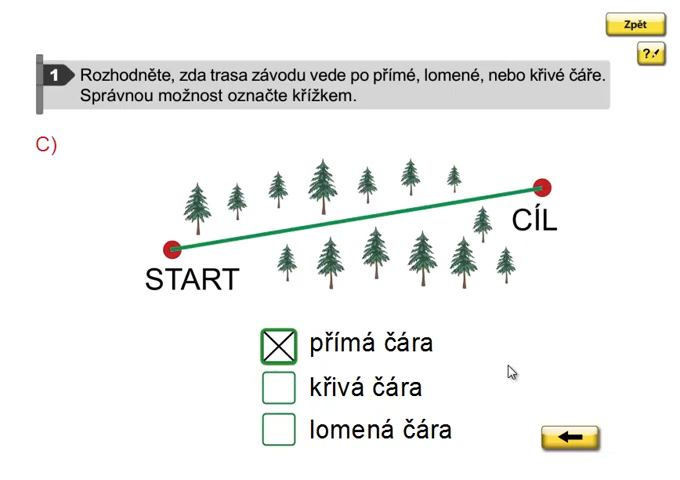 Zpět
?
1 Rozhodněte, zda trasa závodu vede po přímé, lomené, nebo křivé čáře.
Správnou možnost označte křížkem.
C)
CÍL
START
přímá čára
křivá čára
lomená čára